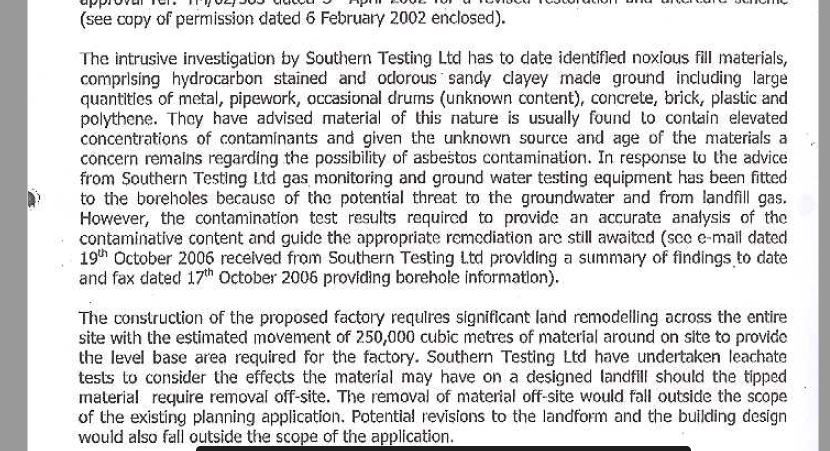 (see copy of permission dated 6 February 2002 enclosed).
The intrusive investigation by Southern Testing Ltd has to date identified noxious fill materials,
comprising hydrocarbon stained and odorous sandy clayey made ground including large
quantities of metal, pipework, occasional drums (unknown content), concrete, brick, plastic and
polythene. They have advised material of this nature is usually found to contain elevated
concentrations of contaminants and given the unknown source and age of the materials a
concern remains regarding the possibility of asbestos contamination. In response to the advice
from Southern Testing Ltd gas monitoring and ground water testing equipment has been fitted
to the boreholes because of the potential threat to the groundwater and from landfill gas.
However, the contamination test results required to provide an accurate analysis of the
contaminative content and guide the appropriate remediation are still awaited (see e-mail dated
19th October 2006 received from Southern Testing Ltd providing a summary of findings to date
and fax dated 17th October 2006 providing borehole information).
The construction of the proposed factory requires significant land remodelling across the entire
site with the estimated movement of 250,000 cubic metres of material around on site to provide
the level base area required for the factory. Southern Testing Ltd have undertaken leachate
tests to consider the effects the material may have on a designed landfill should the tipped
material require removal off-site. The removal of material off-site would fall outside the scope
of the existing planning application. Potential revisions to the landform and the building design
would also fall outside the scope of the application.